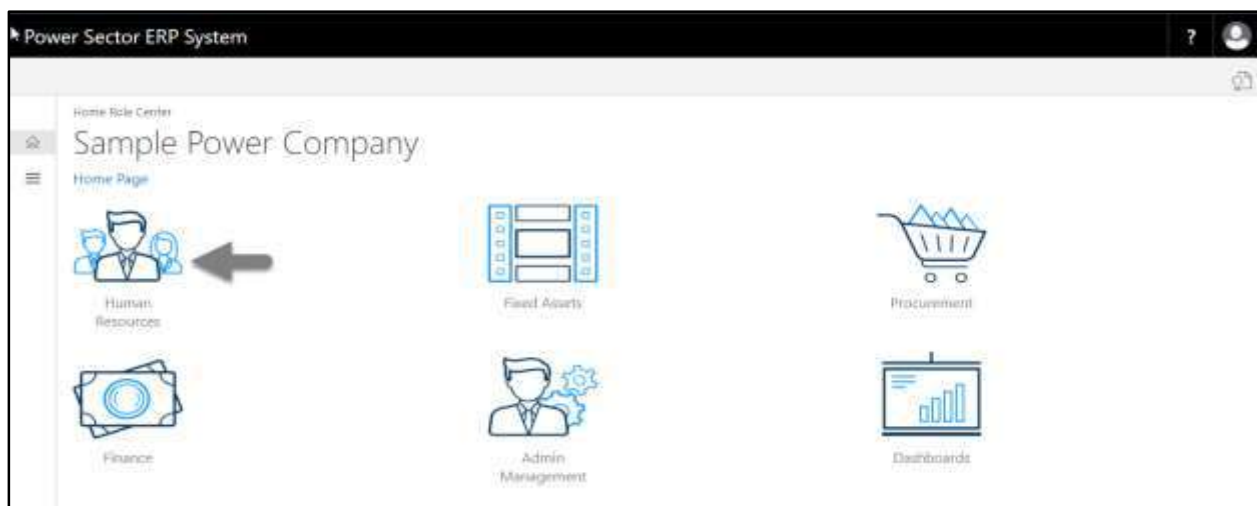 Power Sector ERP System
?
Home Role Center
Sample Power Company
Home Page
Human
Resources
Fixed Assets
Procurement
Finance
Admin
Management
Dashboards